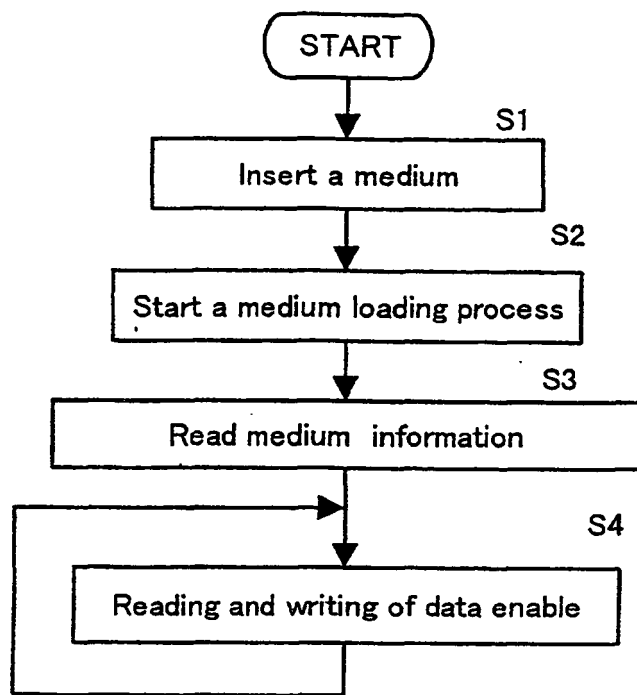 START
S1
Insert a medium
S2
Start a medium loading process
S3
Read medium information
S4
Reading and writing of data enable